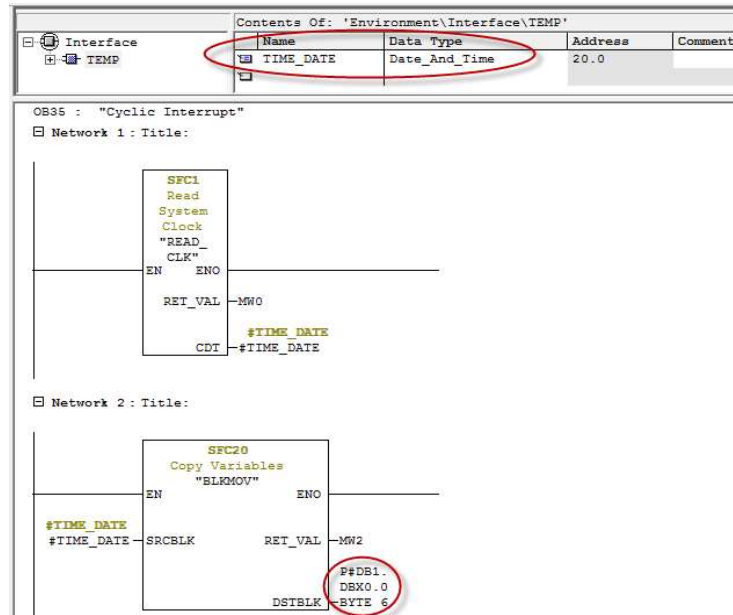 Contents Of: 'Environment\Interface\TEMP'
Interface
Name Data Type Address Comment
TEMP
TIME_DATE Date_And_Time 20.0
OB35 : "Cyclic Interrupt"
Network 1 : Title:
SFC1
Read
System
Clock
"READ_
CLK"
EN ENO
RET_VAL MW0
#TIME_DATE
CDT #TIME_DATE
Network 2 : Title:
SFC20
Copy Variables
"BLKMOV"
EN ENO
#TIME_DATE
#TIME_DATE SRCBLK RET_VAL MW2
P#DB1.
DBX0.0
DSTBLK BYTE 6